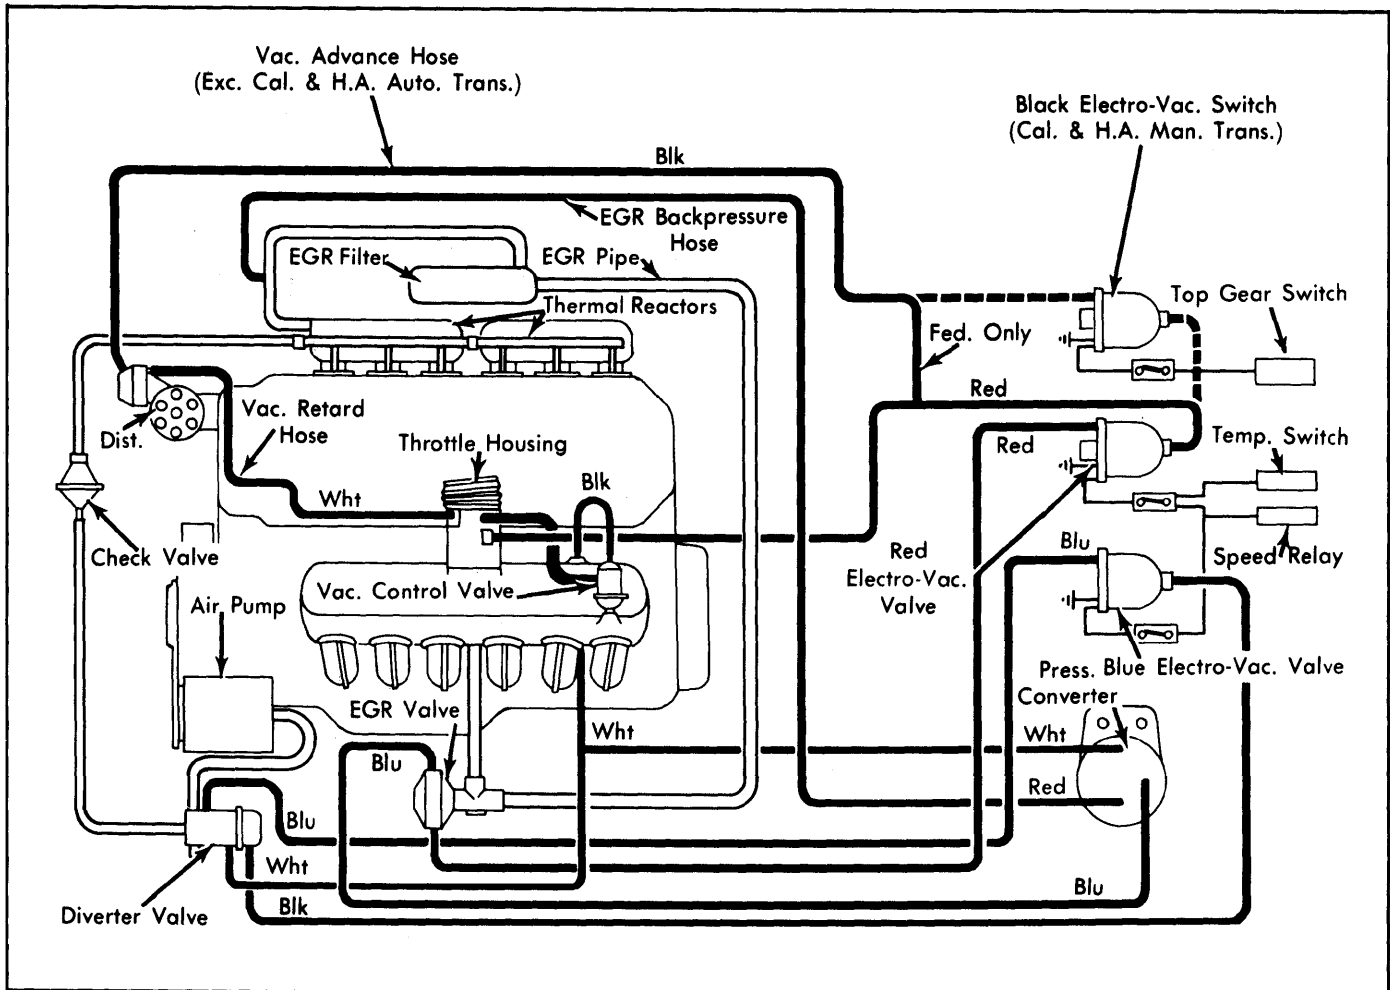 Vac. Advance Hose
(Exc. Cal. & H.A. Auto. Trans.)
Black Electro-Vac. Switch
(Cal. & H.A. Man. Trans.)
Blk
EGR Backpressure
Hose
EGR Filter
EGR Pipe
Thermal Reactors
Top Gear Switch
Fed. Only
Red
Vac. Retard
Hose
Dist.
Throttle Housing
Red
Temp. Switch
Wht
Blk
Check Valve
Red
Electro-Vac.
Valve
Blu
Speed Relay
Air Pump
Vac. Control Valve
Press.
Converter
Blue Electro-Vac. Valve
EGR Valve
Wht
Wht
Blu
Red
Blu
Wht
Blu
Diverter Valve
Blk